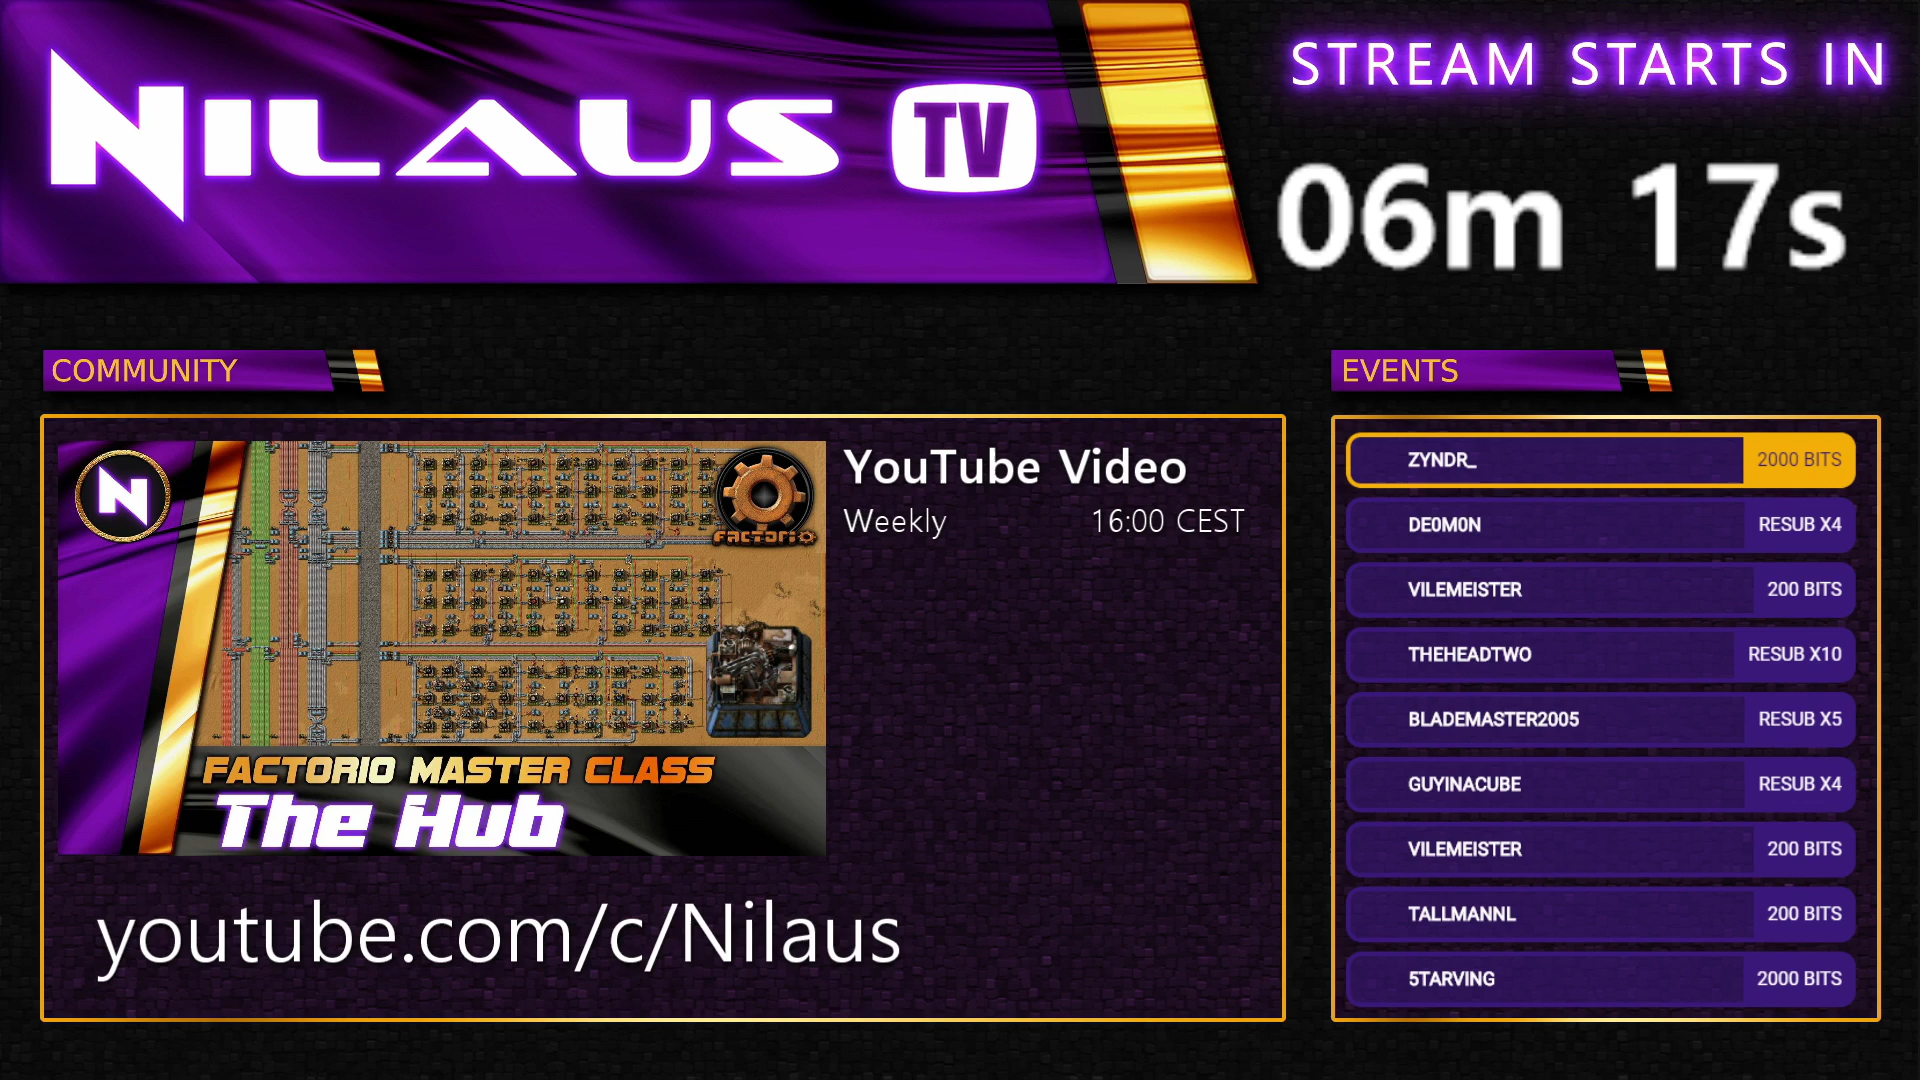 NILAUS TV
STREAM STARTS IN
06m 17s
COMMUNITY
N
FACTORIO
FACTORIO MASTER CLASS
The Hub
YouTube Video
Weekly 16:00 CEST
youtube.com/c/Nilaus
EVENTS
ZYNDR_ 2000 BITS
DE0M0N RESUB X4
VILEMEISTER 200 BITS
THEHEADTWO RESUB X10
BLADEMASTER2005 RESUB X5
GUYINACUBE RESUB X4
VILEMEISTER 200 BITS
TALLMANNL 200 BITS
5TARVING 2000 BITS